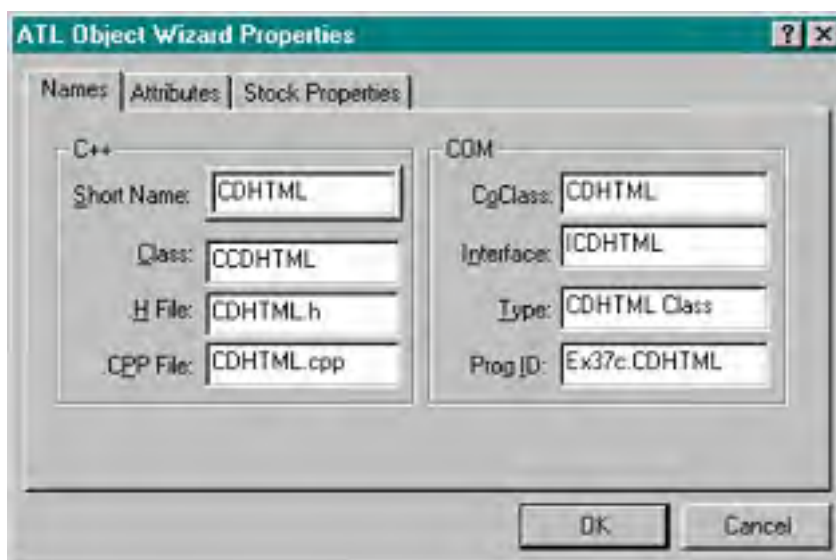 ATL Object Wizard Properties
Names Attributes Stock Properties
C++
Short Name: CDHTML
Class: CCDHTML
.H File: CDHTML.h
.CPP File: CDHTML.cpp
COM
CoClass: CDHTML
Interface: ICDHTML
Type: CDHTML Class
Prog ID: Ex37c.CDHTML
OK Cancel